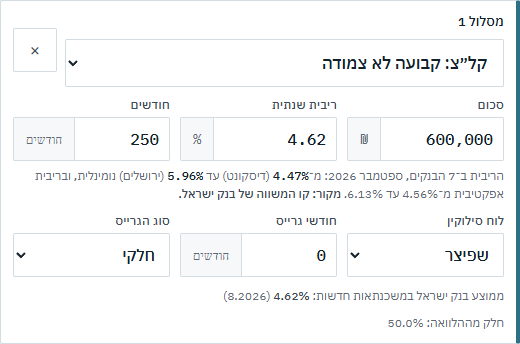 מסלול 1
קל״צ: קבועה לא צמודה
×
סכום
ריבית שנתית
חודשים
600,000 ₪
4.62 %
250 חודשים
הריבית ב־7 הבנקים, ספטמבר 2026: מ־4.47% (דיסקונט) עד 5.96% (ירושלים) נומינלית, ובריבית
אפקטיבית מ־4.56% עד 6.13%. מקור: קו המשווה של בנק ישראל.
לוח סילוקין
חודשי גרייס
סוג הגרייס
שפיצר
0 חודשים
חלקי
ממוצע בנק ישראל במשכנתאות חדשות: 4.62% (8.2026)
חלק מההלוואה: 50.0%